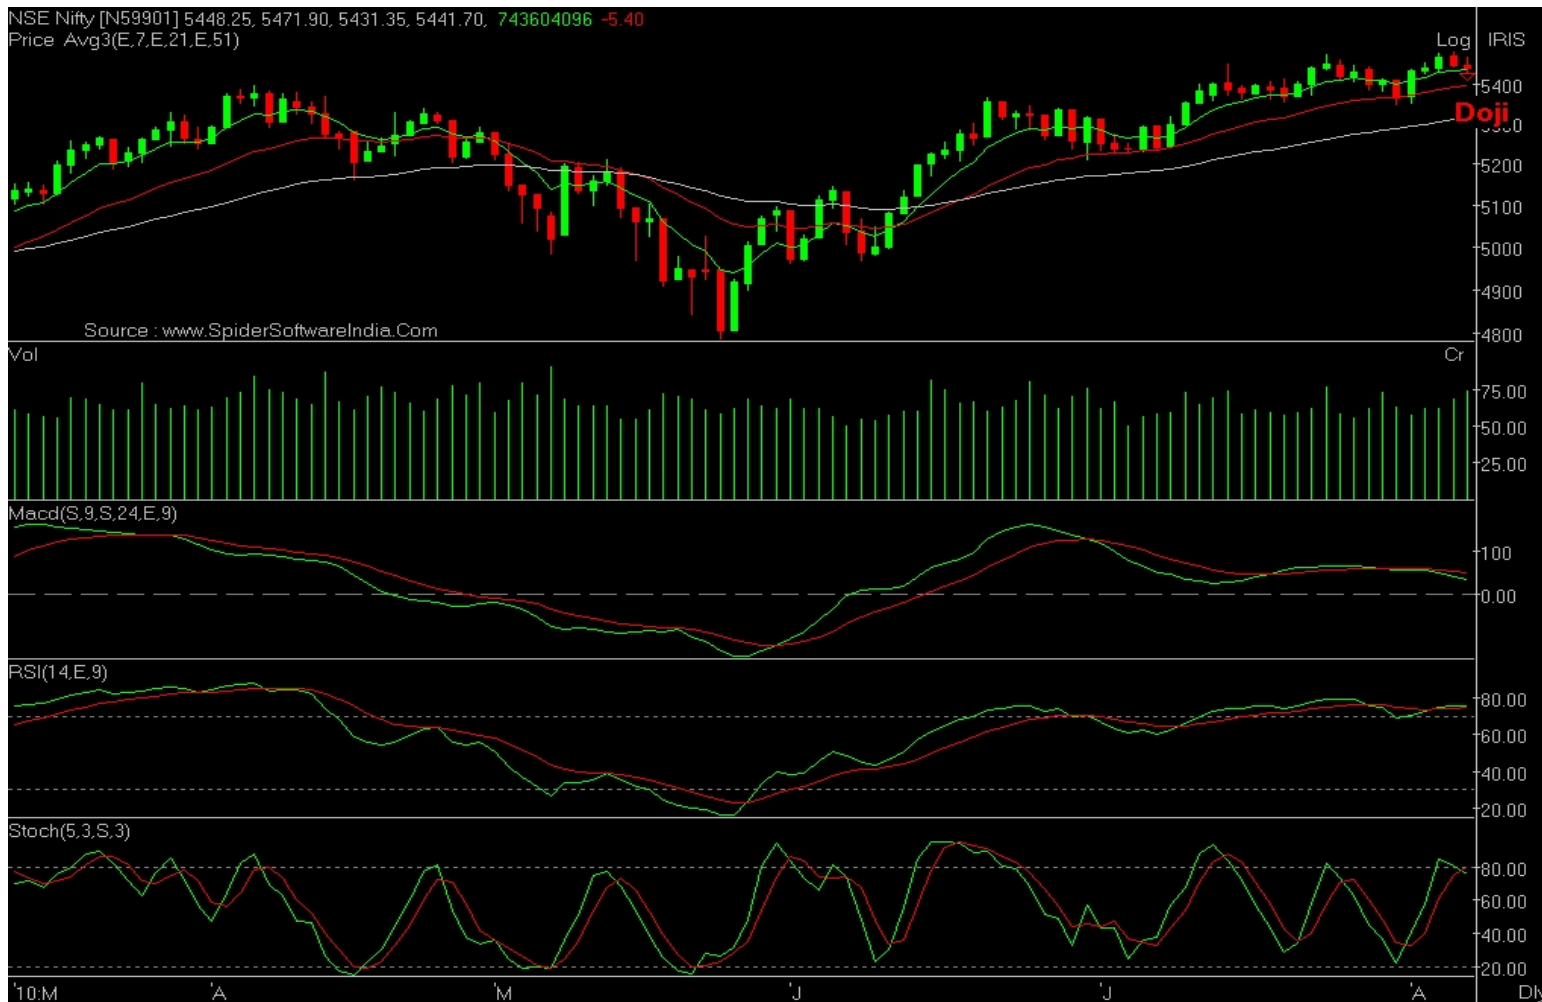 NSE Nifty [N59901] 5448.25, 5471.90, 5431.35, 5441.70, 743604096 -5.40
Price Avg3(E,7,E,21,E,51)
Log IRIS
5400
Doji
5300
5200
5100
5000
4900
4800
Source : www.SpiderSoftwareIndia.Com
Vol
Cr
75.00
50.00
25.00
Macd(S,9,S,24,E,9)
100
0.00
RSI(14,E,9)
80.00
60.00
40.00
20.00
Stoch(5,3,S,3)
80.00
60.00
40.00
20.00
'10:M 'A 'M 'J 'J 'A Dly